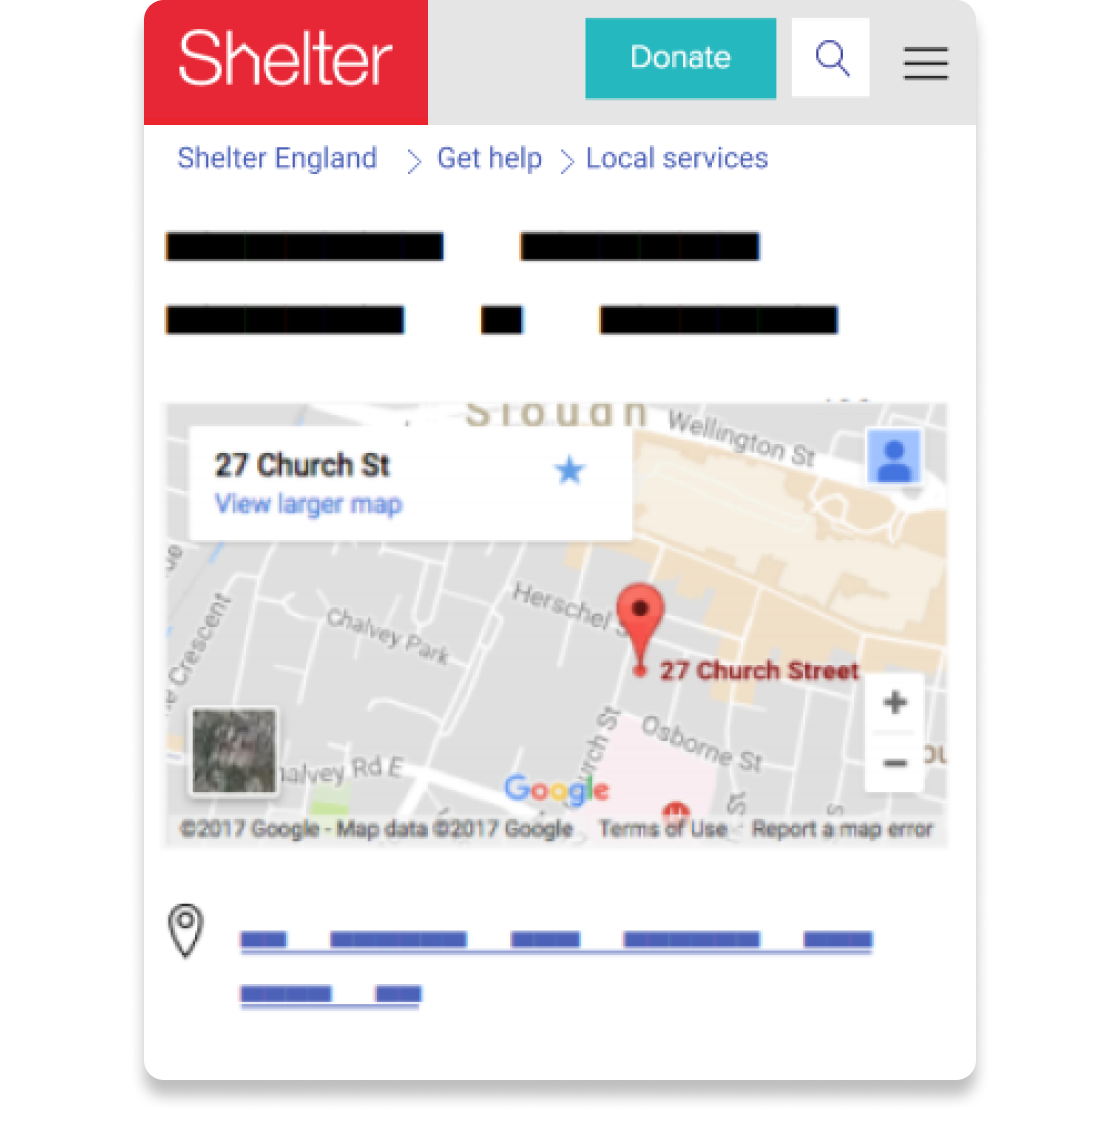 Shelter
Donate
Shelter England > Get help > Local services
Slough
Wellington St
27 Church St
View larger map
Herschel S
Chalvey Park
Crescent
27 Church Street
Osborne St
urch St
halvey Rd E
Google
St
S
©2017 Google - Map data ©2017 Google Terms of Use Report a map error